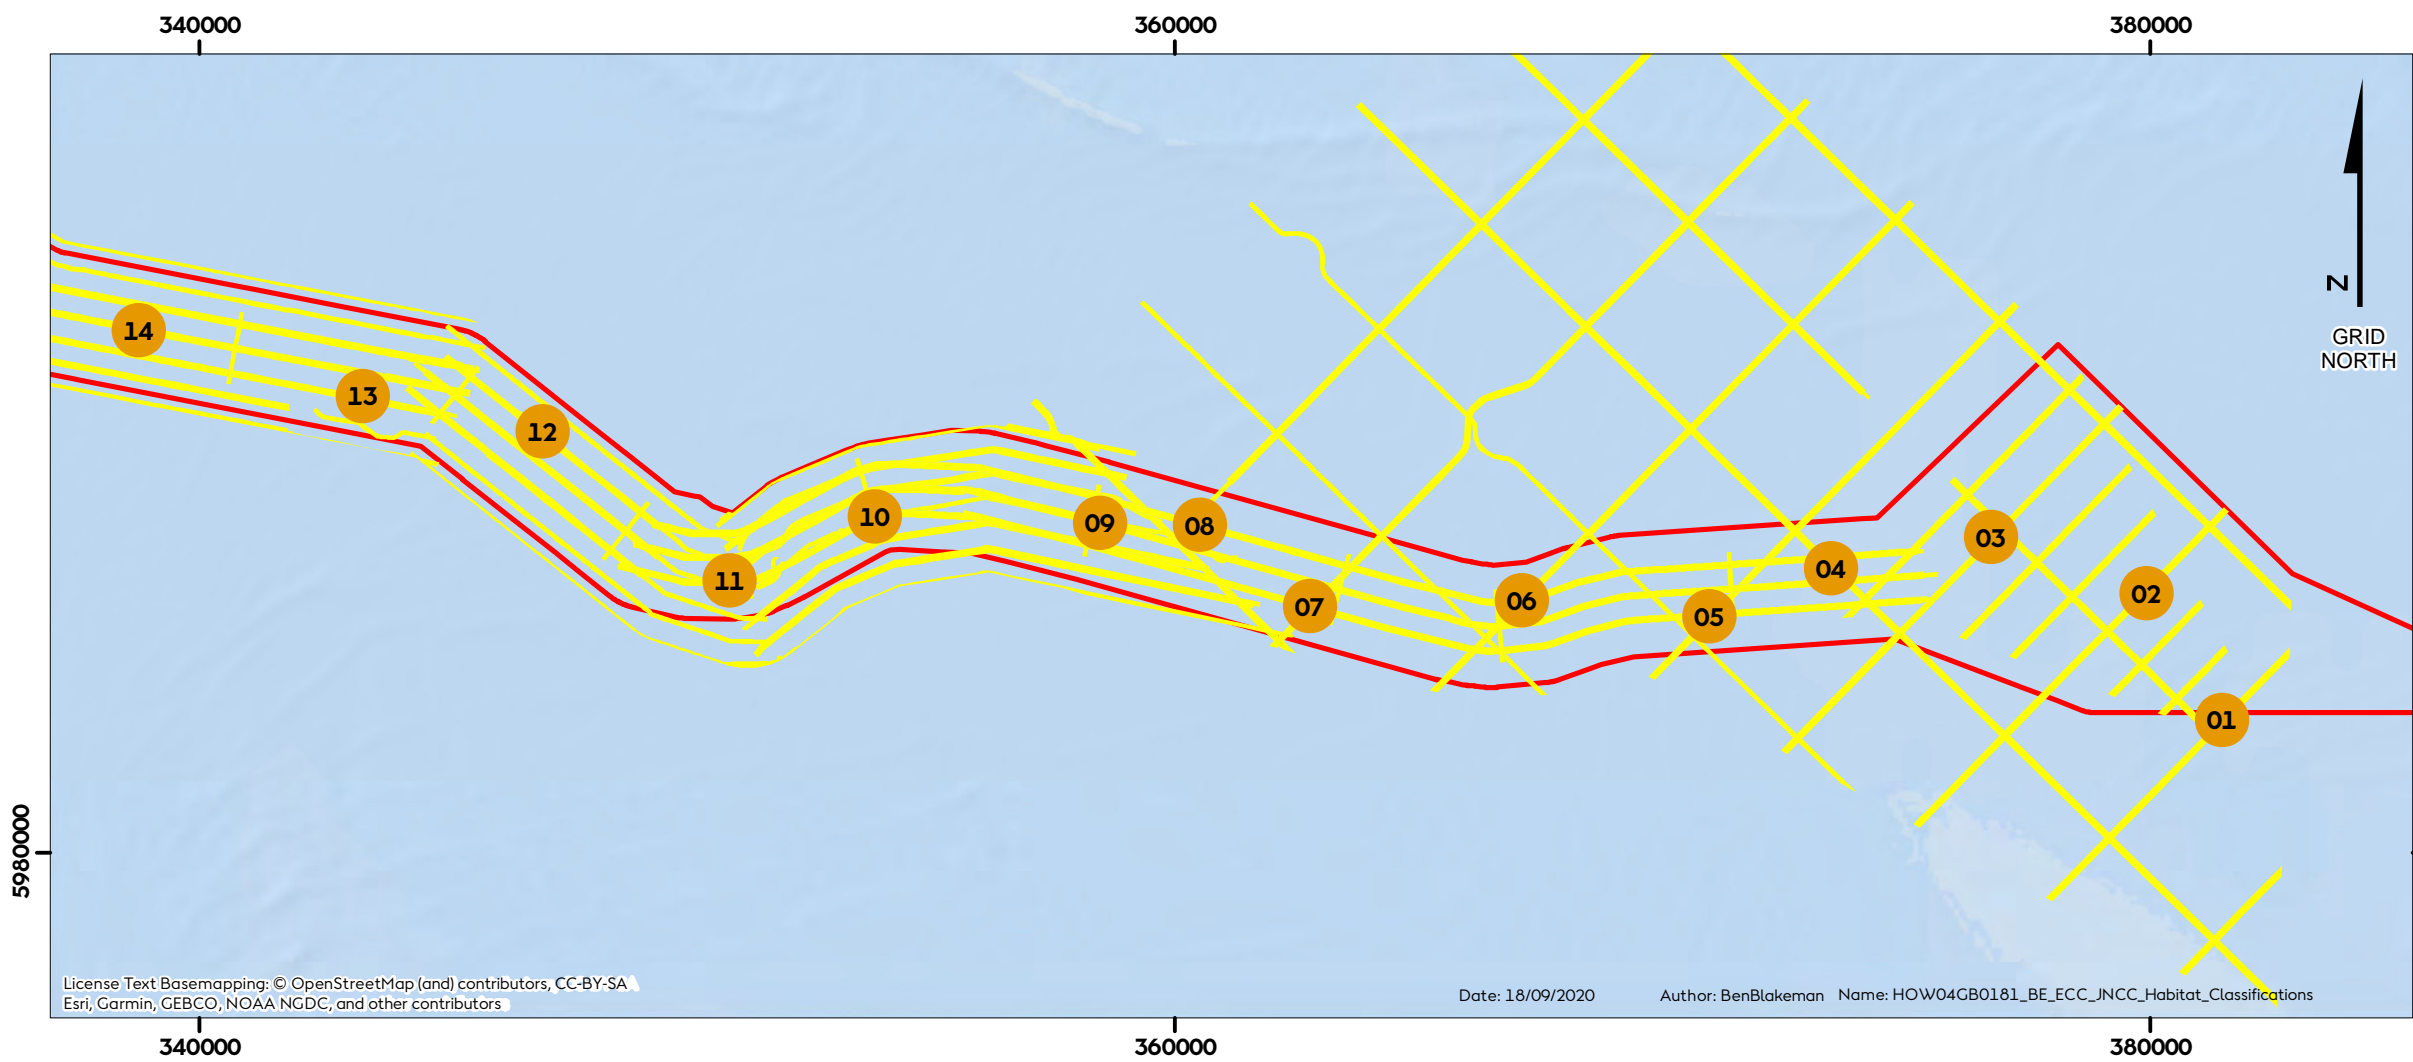 340000 360000 380000
N
GRID
NORTH
14
13
12
11
10
09
08
07
06
05
04
03
02
01
5980000
License Text Basemapping: © OpenStreetMap (and) contributors, CC-BY-SA
Esri, Garmin, GEBCO, NOAA NGDC, and other contributors
Date: 18/09/2020 Author: BenBlakeman Name: HOW04GB0181_BE_ECC_JNCC_Habitat_Classifications
340000 360000 380000